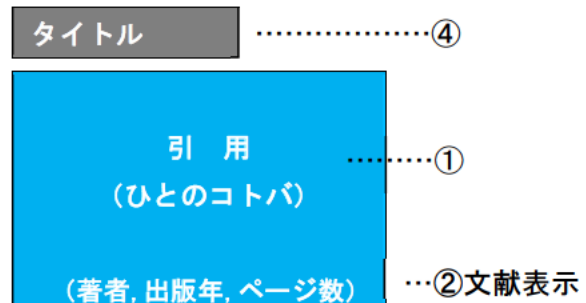 タイトル ………………④
引 用 ………①
(ひとのコトバ)
(著者,出版年,ページ数) …②文献表示